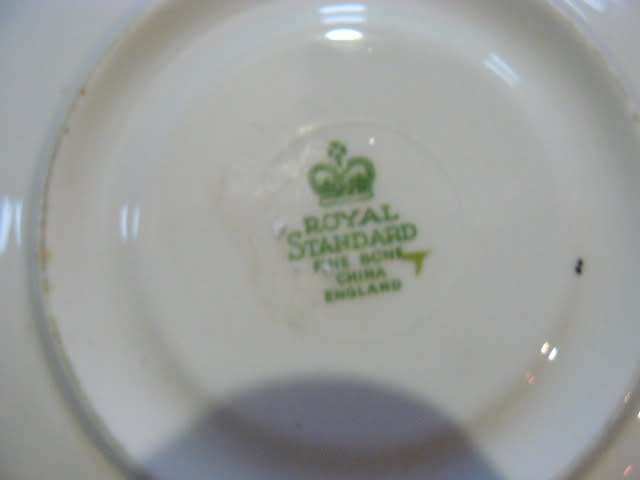 ROYAL
STANDARD
FINE BONE
CHINA
ENGLAND